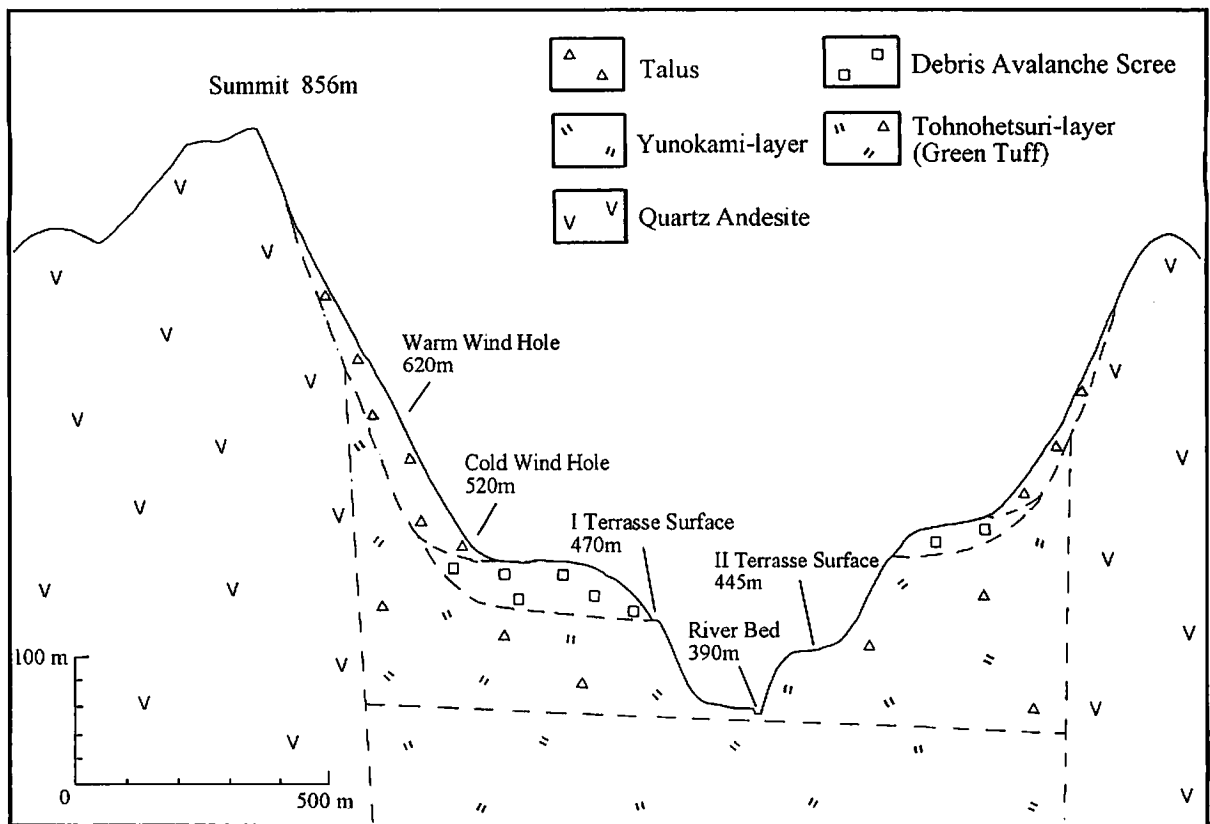 Summit 856m
Talus
Debris Avalanche Scree
Yunokami-layer
Tohnohetsuri-layer
(Green Tuff)
Quartz Andesite
Warm Wind Hole
620m
Cold Wind Hole
520m
I Terrasse Surface
470m
II Terrasse Surface
445m
River Bed
390m
100 m
0
500 m